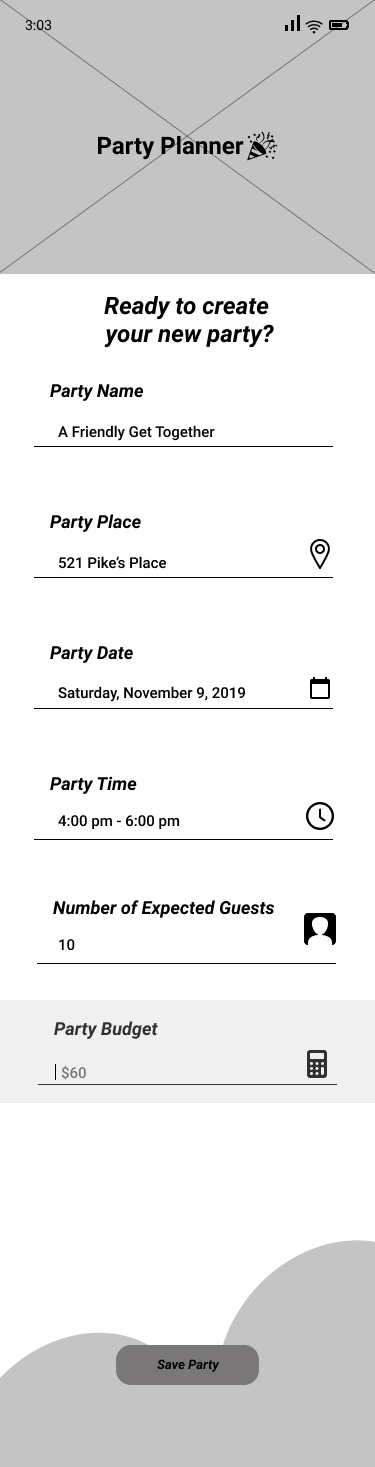 3:03
Party Planner
Ready to create
your new party?
Party Name
A Friendly Get Together
Party Place
521 Pike’s Place
Party Date
Saturday, November 9, 2019
Party Time
4:00 pm - 6:00 pm
Number of Expected Guests
10
Party Budget
$60
Save Party